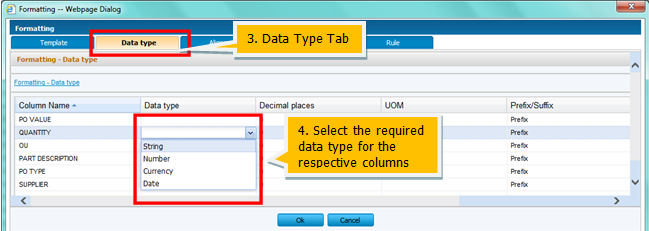 Formatting -- Webpage Dialog
Formatting
Template
Data type
Rule
3. Data Type Tab
Formatting - Data type
Formatting - Data type
Column Name Data type Decimal places UOM Prefix/Suffix
PO VALUE Prefix
QUANTITY Prefix
OU String Prefix
PART DESCRIPTION Number Prefix
PO TYPE Currency Prefix
SUPPLIER Date Prefix
4. Select the required
data type for the
respective columns
Ok Cancel